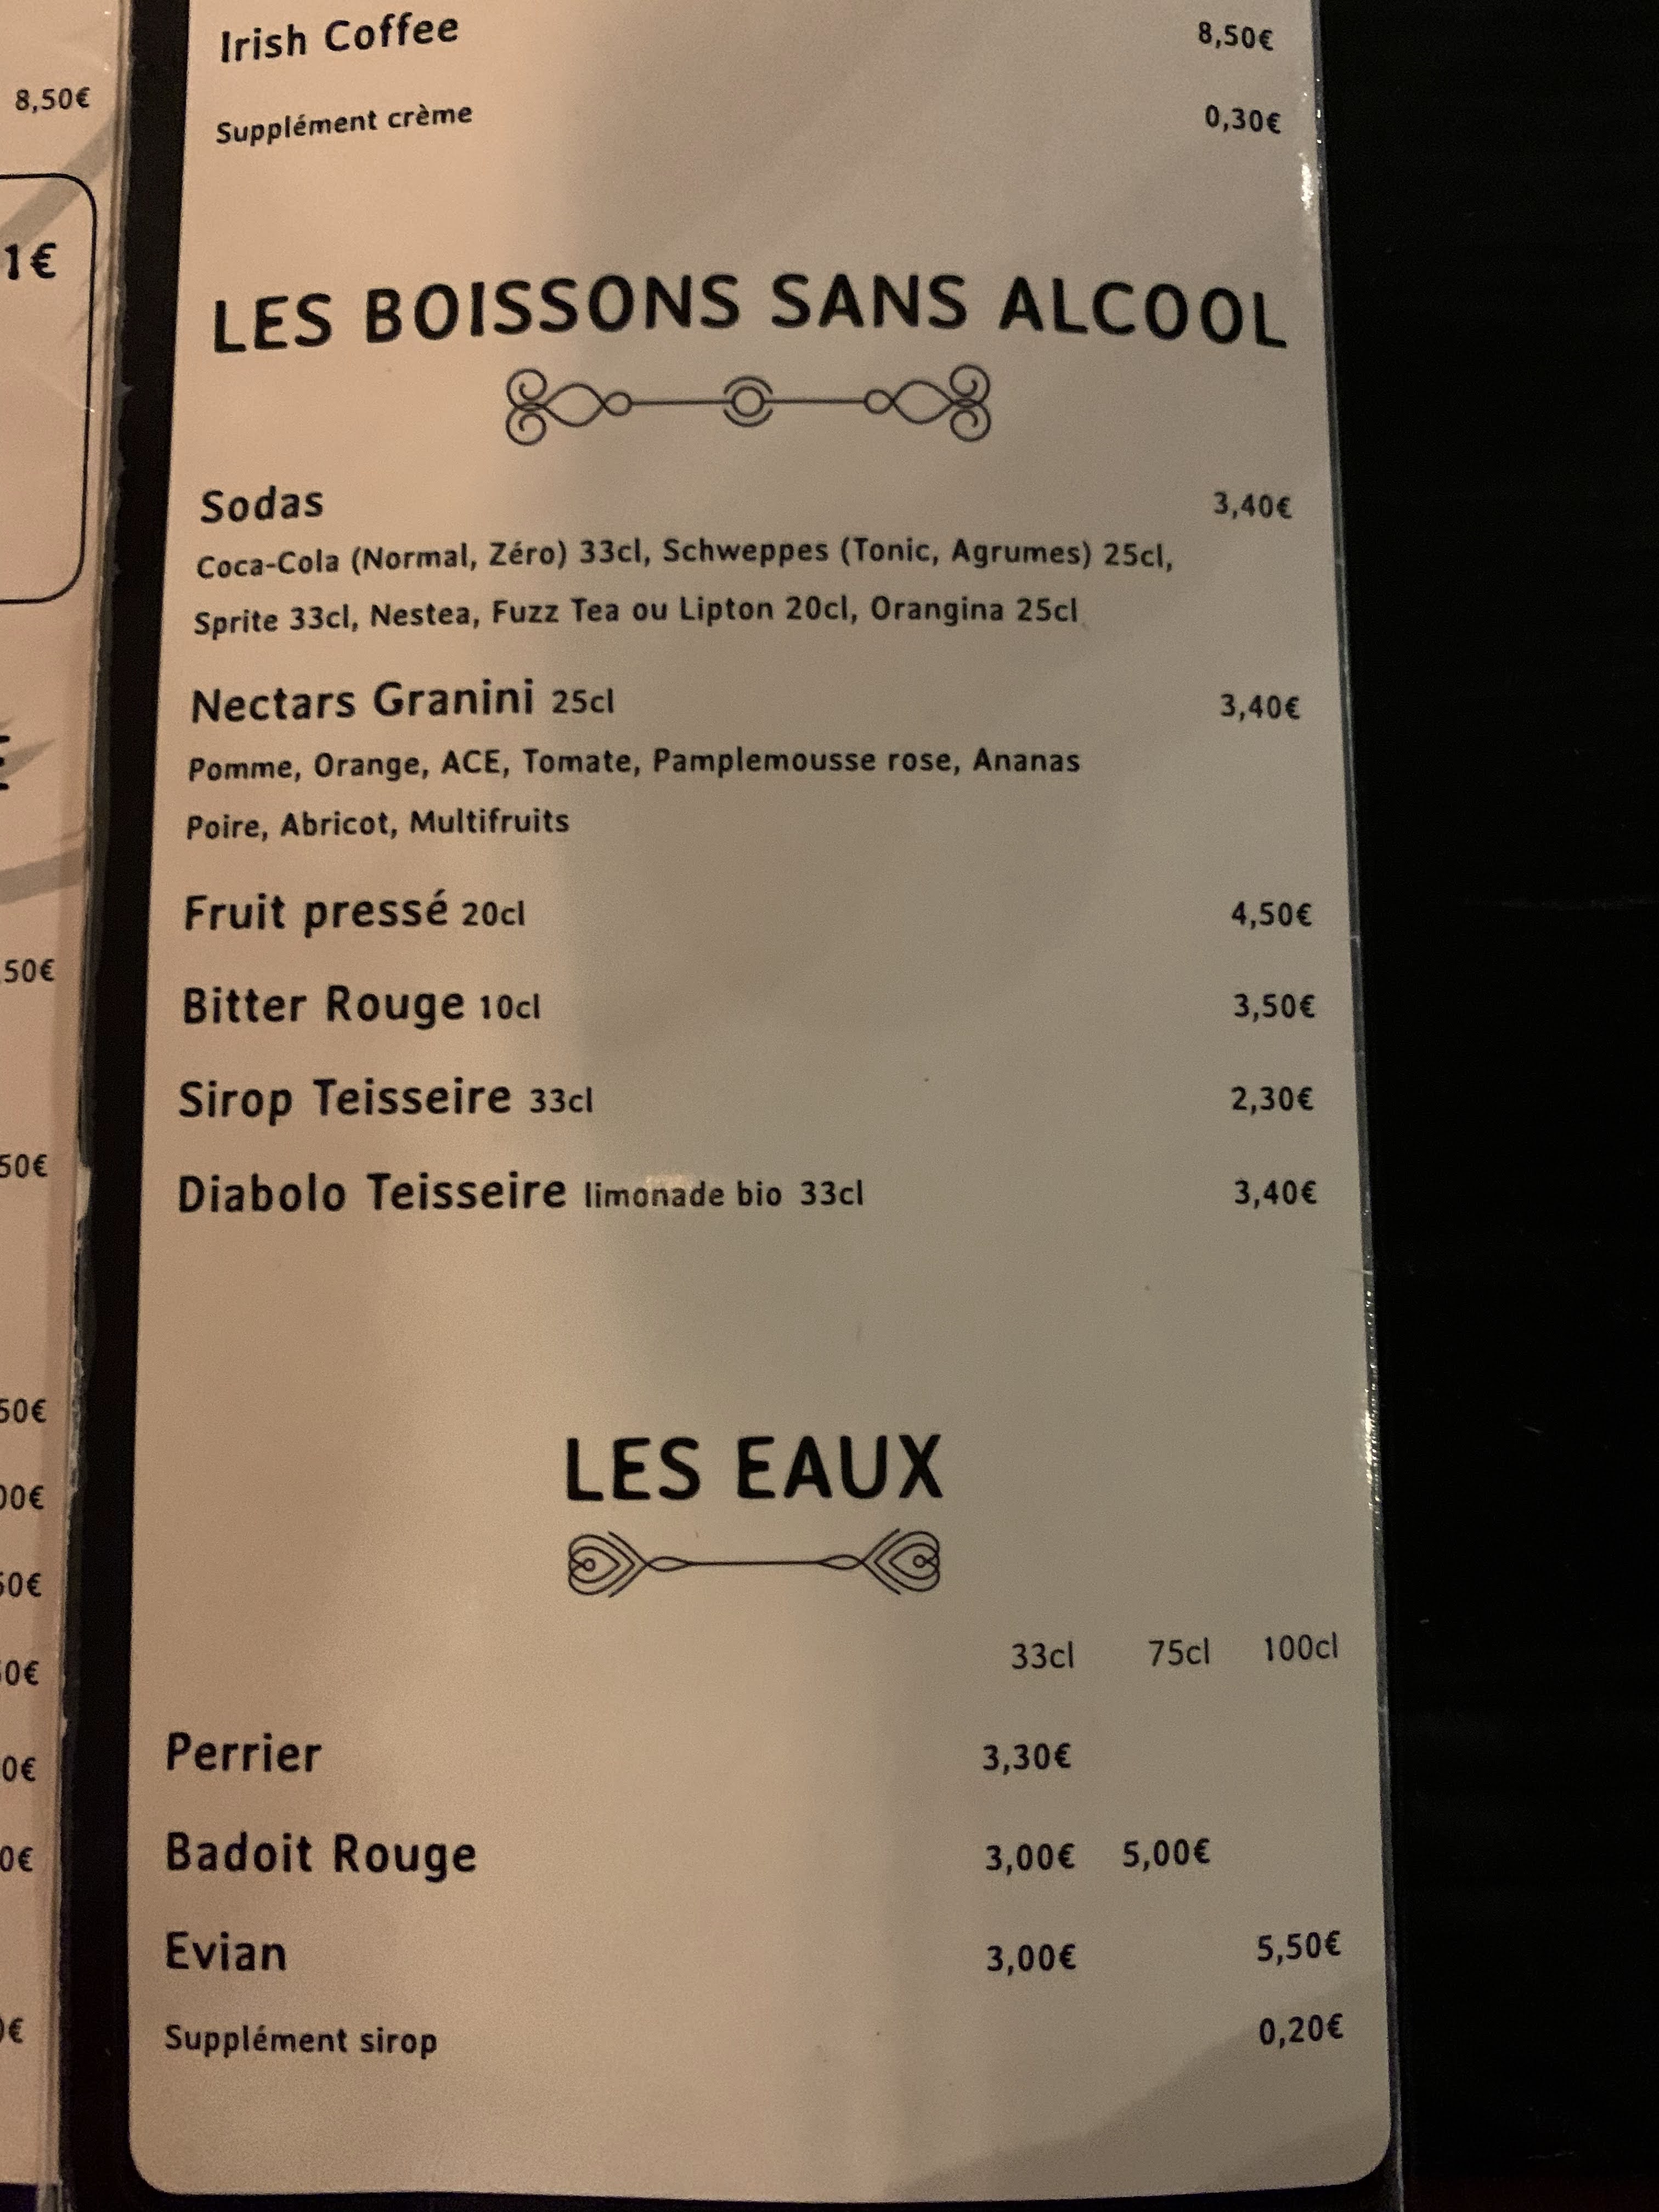 Irish Coffee 8,50€
Supplément crème 0,30€
8,50€
1€
LES BOISSONS SANS ALCOOL
Sodas 3,40€
Coca-Cola (Normal, Zéro) 33cl, Schweppes (Tonic, Agrumes) 25cl,
Sprite 33cl, Nestea, Fuzz Tea ou Lipton 20cl, Orangina 25cl
Nectars Granini 25cl 3,40€
Pomme, Orange, ACE, Tomate, Pamplemousse rose, Ananas
Poire, Abricot, Multifruits
Fruit pressé 20cl 4,50€
Bitter Rouge 10cl 3,50€
Sirop Teisseire 33cl 2,30€
Diabolo Teisseire limonade bio 33cl 3,40€
LES EAUX
33cl 75cl 100cl
Perrier 3,30€
Badoit Rouge 3,00€ 5,00€
Evian 3,00€ 5,50€
Supplément sirop 0,20€